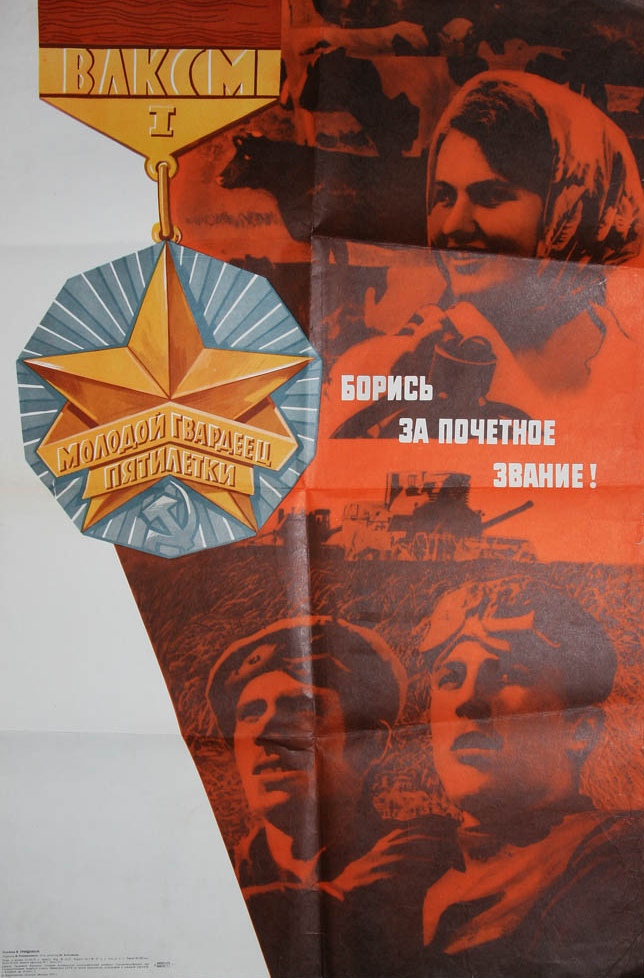 ВЛКСМ
I
МОЛОДОЙ ГВАРДЕЕЦ
ПЯТИЛЕТКИ
БОРИСЬ
ЗА ПОЧЕТНОЕ
ЗВАНИЕ!